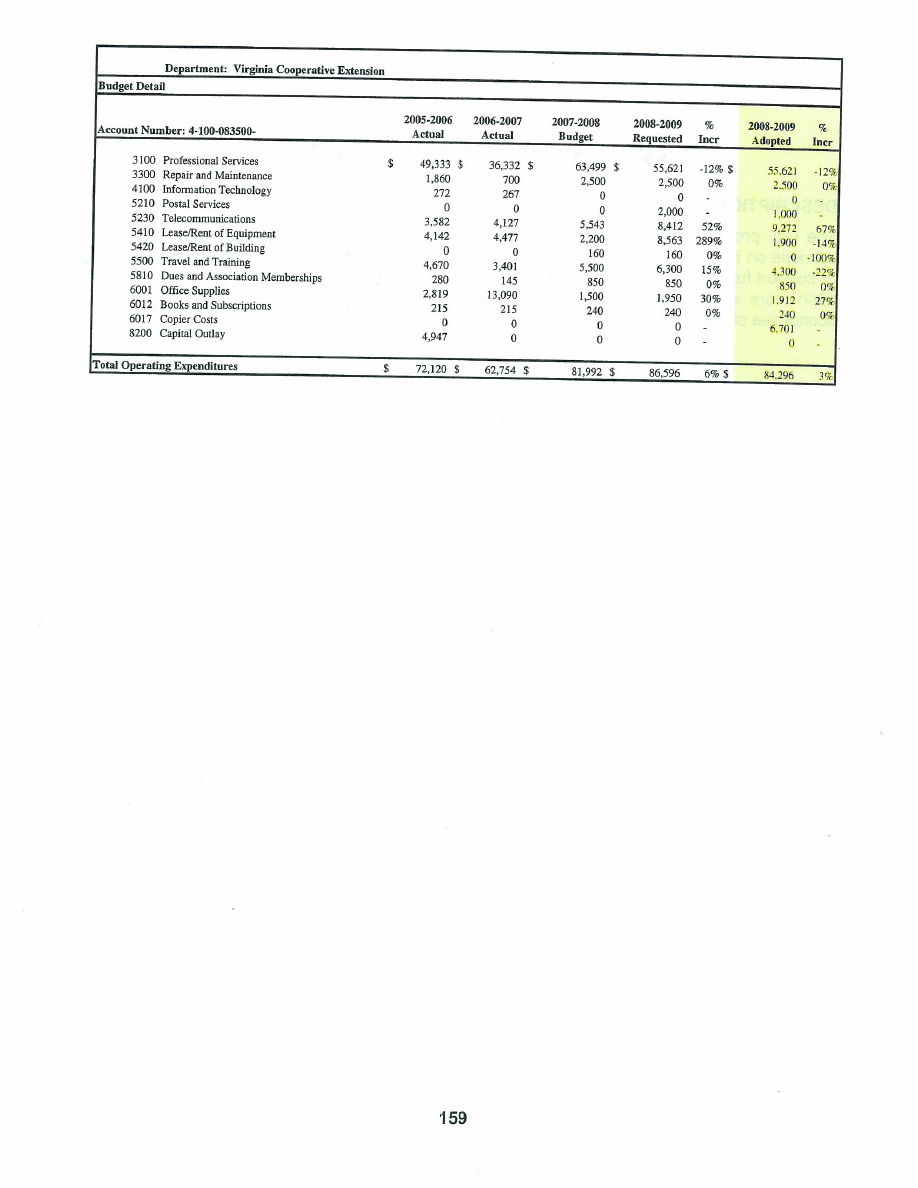 Department: Virginia Cooperative Extension
Budget Detail
Account Number: 4-100-083500- 2005-2006 Actual 2006-2007 Actual 2007-2008 Budget 2008-2009 Requested % Incr 2008-2009 Adopted % Incr
3100 Professional Services $ 49,333 $ 36,332 $ 63,499 $ 55,621 -12% $ 55,621 -12%
3300 Repair and Maintenance 1,860 700 2,500 2,500 0% 2,500 0%
4100 Information Technology 272 267 0 0 - 0
5210 Postal Services 0 0 0 2,000 - 1,000 -
5230 Telecommunications 3,582 4,127 5,543 8,412 52% 9,272 67%
5410 Lease/Rent of Equipment 4,142 4,477 2,200 8,563 289% 1,900 -14%
5420 Lease/Rent of Building 0 0 160 160 0% 0 -100%
5500 Travel and Training 4,670 3,401 5,500 6,300 15% 4,300 -22%
5810 Dues and Association Memberships 280 145 850 850 0% 850 0%
6001 Office Supplies 2,819 13,090 1,500 1,950 30% 1,912 27%
6012 Books and Subscriptions 215 215 240 240 0% 240 0%
6017 Copier Costs 0 0 0 0 - 6,701 -
8200 Capital Outlay 4,947 0 0 0 - 0 -
Total Operating Expenditures $ 72,120 $ 62,754 $ 81,992 $ 86,596 6% $ 84,296 3%
159